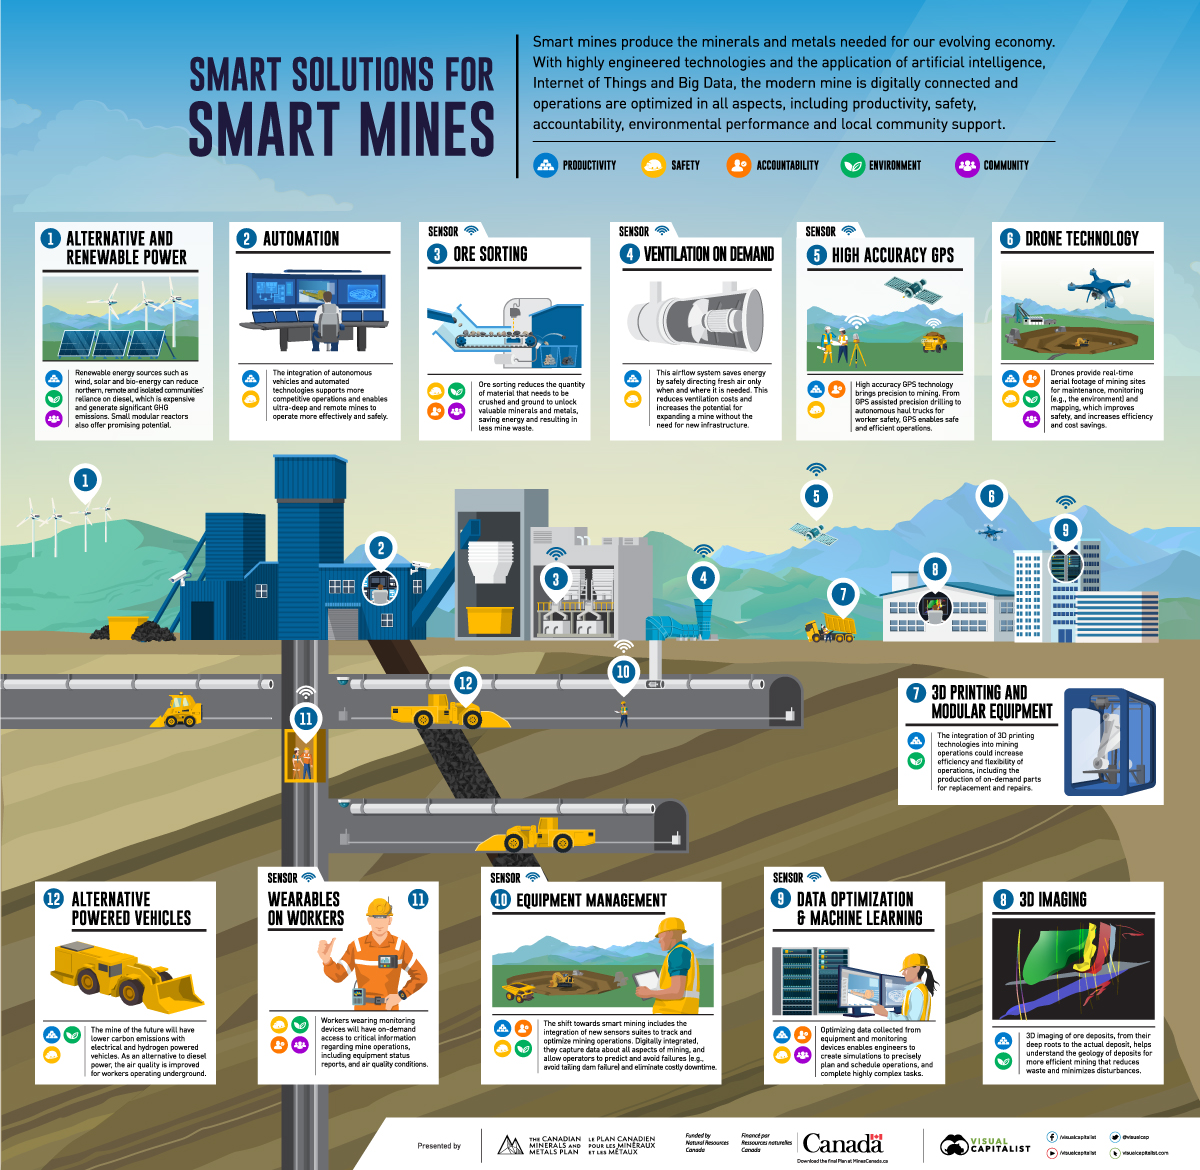 SMART SOLUTIONS FOR
SMART MINES
Smart mines produce the minerals and metals needed for our evolving economy.
With highly engineered technologies and the application of artificial intelligence,
Internet of Things and Big Data, the modern mine is digitally connected and
operations are optimized in all aspects, including productivity, safety,
accountability, environmental performance and local community support.
PRODUCTIVITY
SAFETY
ACCOUNTABILITY
ENVIRONMENT
COMMUNITY
1 ALTERNATIVE AND
RENEWABLE POWER
Renewable energy sources such as
wind, solar and bio-energy can reduce
northern, remote and isolated communities'
reliance on diesel, which is expensive
and generate significant GHG
emissions. Small modular reactors
also offer promising potential.
2 AUTOMATION
The integration of autonomous
vehicles and automated
technologies supports more
competitive operations and enables
ultra-deep and remote mines to
operate more effectively and safely.
SENSOR
3 ORE SORTING
Ore sorting reduces the quantity
of material that needs to be
crushed and ground to unlock
valuable minerals and metals,
saving energy and resulting in
less mine waste.
SENSOR
4 VENTILATION ON DEMAND
This airflow system saves energy
by safely directing fresh air only
when and where it is needed. This
reduces ventilation costs and
increases the potential for
expanding a mine without the
need for new infrastructure.
SENSOR
5 HIGH ACCURACY GPS
High accuracy GPS technology
brings precision to mining. From
GPS assisted precision drilling to
autonomous haul trucks for
worker safety, GPS enables safe
and efficient operations.
6 DRONE TECHNOLOGY
Drones provide real-time
aerial footage of mining sites
for maintenance, monitoring
(e.g., the environment) and
mapping, which improves
safety, and increases efficiency
and cost savings.
1
2
3
4
5
6
7
8
9
10
11
12
7 3D PRINTING AND
MODULAR EQUIPMENT
The integration of 3D printing
technologies into mining
operations could increase
efficiency and flexibility of
operations, including the
production of on-demand parts
for replacement and repairs.
12 ALTERNATIVE
POWERED VEHICLES
The mine of the future will have
lower carbon emissions with
electrical and hydrogen powered
vehicles. As an alternative to diesel
power, the air quality is improved
for workers operating underground.
SENSOR
WEARABLES
ON WORKERS
11
Workers wearing monitoring
devices will have on-demand
access to critical information
regarding mine operations,
including equipment status
reports, and air quality conditions.
SENSOR
10 EQUIPMENT MANAGEMENT
The shift towards smart mining includes the
integration of new sensors suites to track and
optimize mining operations. Digitally integrated,
they capture data about all aspects of mining, and
allow operators to predict and avoid failures (e.g.,
avoid tailing dam failure) and eliminate costly downtime.
SENSOR
9 DATA OPTIMIZATION
& MACHINE LEARNING
Optimizing data collected from
equipment and monitoring
devices enables engineers to
create simulations to precisely
plan and schedule operations, and
complete highly complex tasks.
8 3D IMAGING
3D imaging of ore deposits, from their
deep roots to the actual deposit, helps
understand the geology of deposits for
more efficient mining that reduces
waste and minimizes disturbances.
Presented by
THE CANADIAN
MINERALS AND
METALS PLAN
LE PLAN CANADIEN
POUR LES MINÉRAUX
ET LES MÉTAUX
Funded by
Natural Resources
Canada
Financé par
Ressources naturelles
Canada
Canada
Download the final Plan at MinesCanada.ca
VISUAL
CAPITALIST
/visualcapitalist
@visualcap
/visualcapitalist
visualcapitalist.com